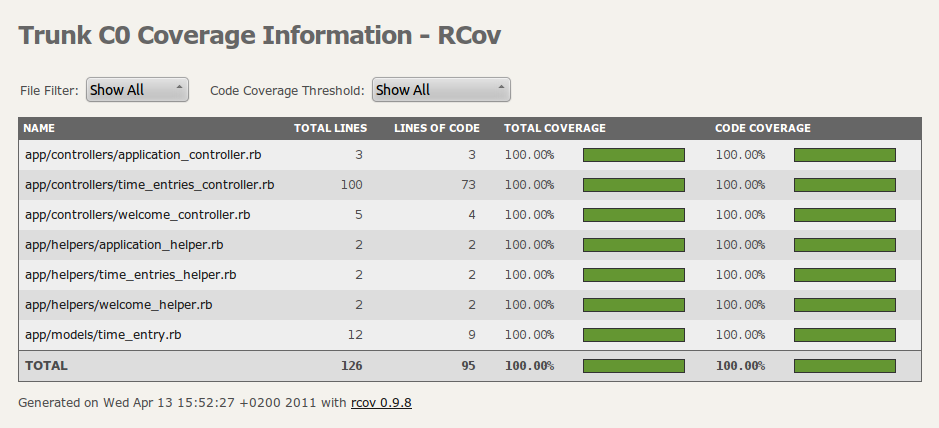 Trunk C0 Coverage Information - RCov
File Filter: Show All Code Coverage Threshold: Show All
NAME TOTAL LINES LINES OF CODE TOTAL COVERAGE CODE COVERAGE
app/controllers/application_controller.rb 3 3 100.00% 100.00%
app/controllers/time_entries_controller.rb 100 73 100.00% 100.00%
app/controllers/welcome_controller.rb 5 4 100.00% 100.00%
app/helpers/application_helper.rb 2 2 100.00% 100.00%
app/helpers/time_entries_helper.rb 2 2 100.00% 100.00%
app/helpers/welcome_helper.rb 2 2 100.00% 100.00%
app/models/time_entry.rb 12 9 100.00% 100.00%
TOTAL 126 95 100.00% 100.00%
Generated on Wed Apr 13 15:52:27 +0200 2011 with rcov 0.9.8